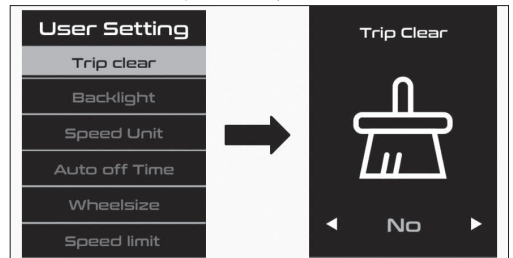 User Setting
Trip clear
Backlight
Speed Unit
Auto off Time
Wheelsize
Speed limit
Trip Clear
No